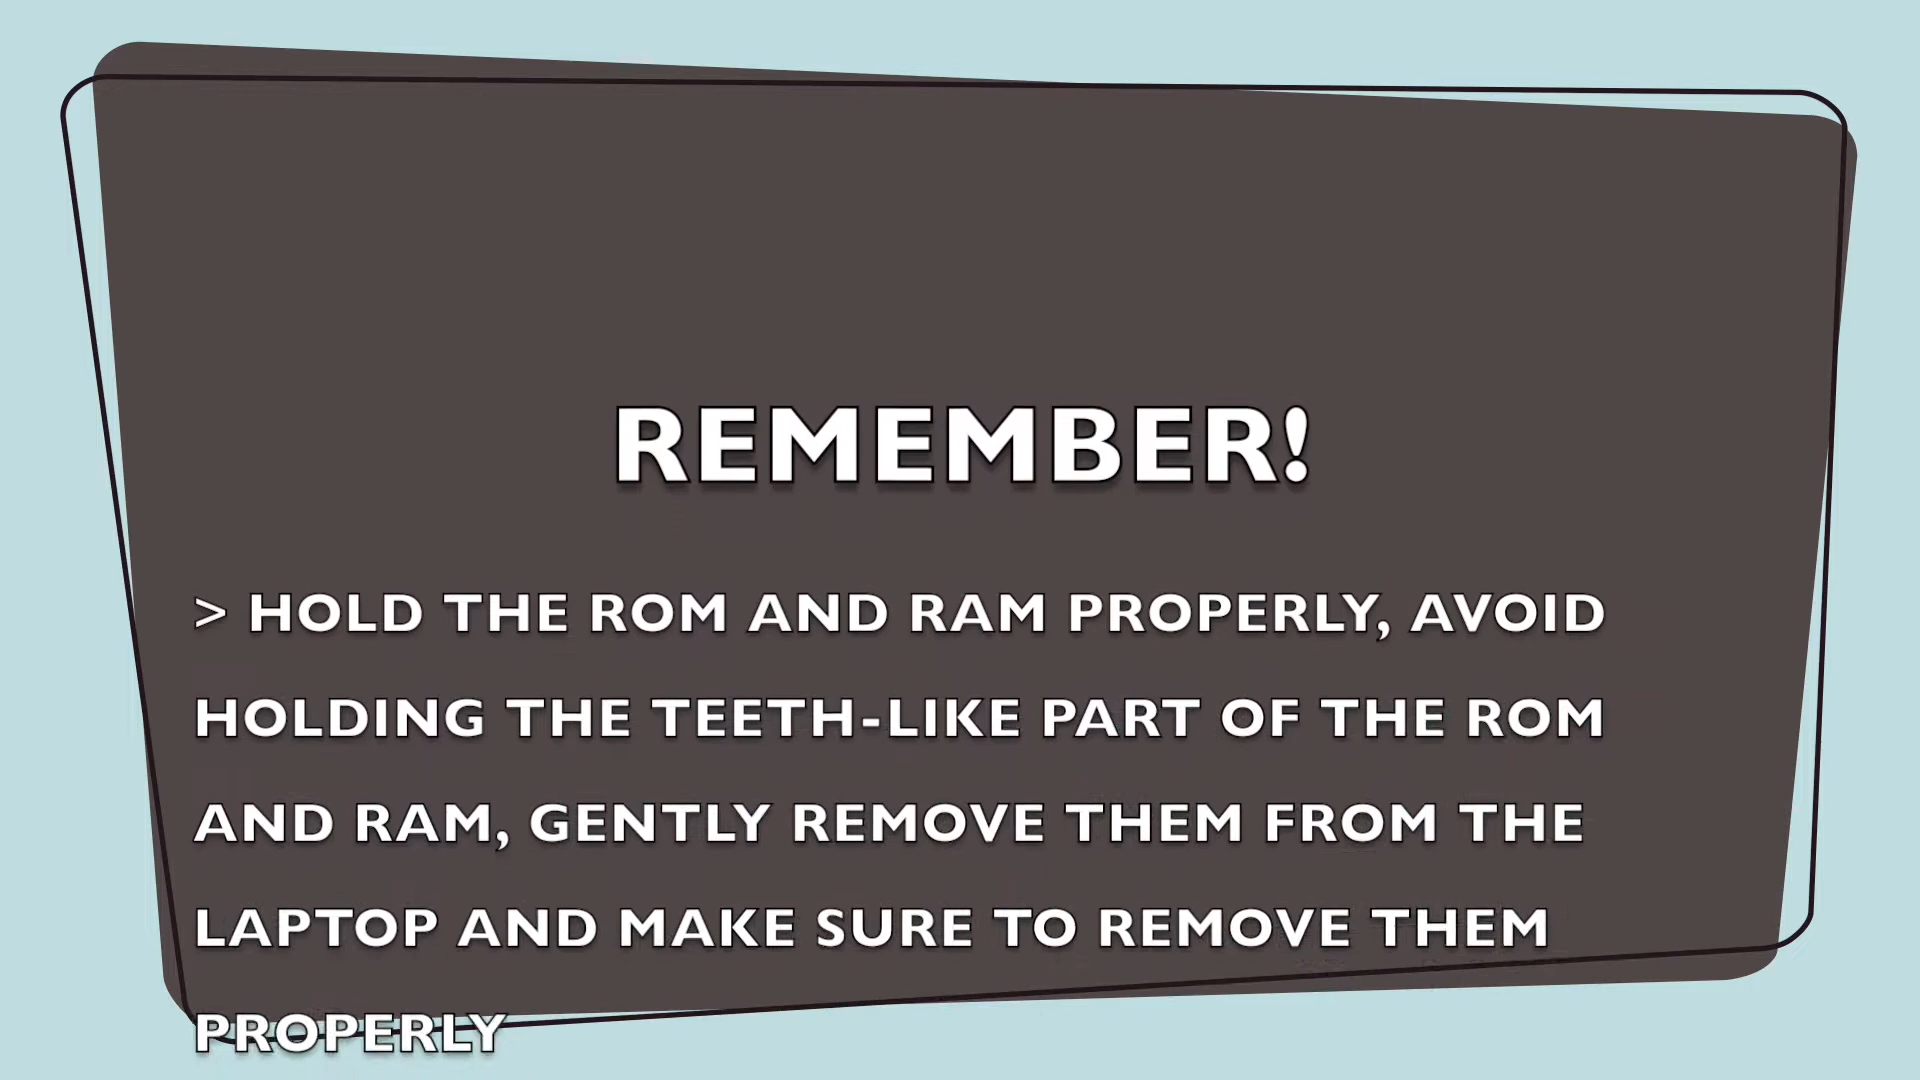 REMEMBER!
> HOLD THE ROM AND RAM PROPERLY, AVOID
HOLDING THE TEETH-LIKE PART OF THE ROM
AND RAM, GENTLY REMOVE THEM FROM THE
LAPTOP AND MAKE SURE TO REMOVE THEM
PROPERLY